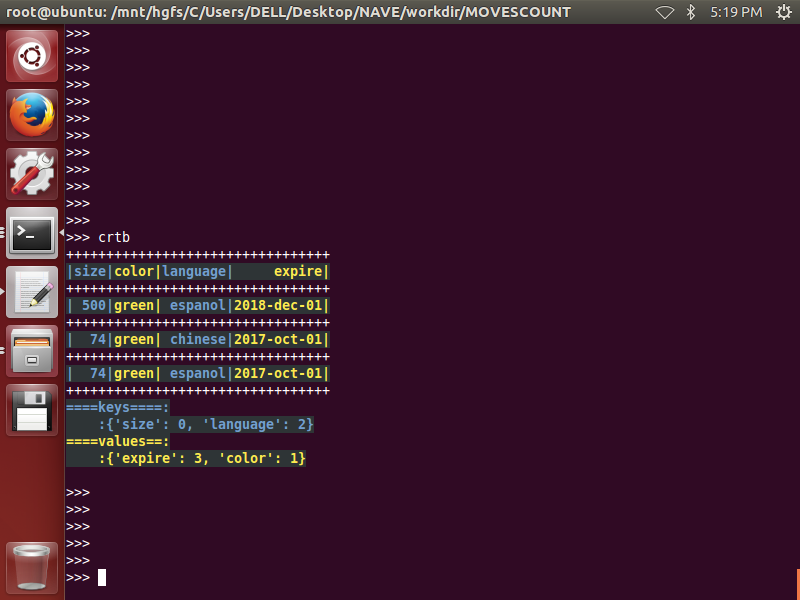 root@ubuntu: /mnt/hgfs/C/Users/DELL/Desktop/NAVE/workdir/MOVESCOUNT 5:19 PM
>>>
>>>
>>>
>>>
>>>
>>>
>>>
>>>
>>>
>>>
>>>
>>>
>>> crtb
+++++++++++++++++++++++++++++++++
|size|color|language|     expire|
+++++++++++++++++++++++++++++++++
| 500|green| espanol|2018-dec-01|
+++++++++++++++++++++++++++++++++
|  74|green| chinese|2017-oct-01|
+++++++++++++++++++++++++++++++++
|  74|green| espanol|2017-oct-01|
+++++++++++++++++++++++++++++++++
====keys====:
    :{'size': 0, 'language': 2}
====values==:
    :{'expire': 3, 'color': 1}
>>>
>>>
>>>
>>>
>>>
>>>